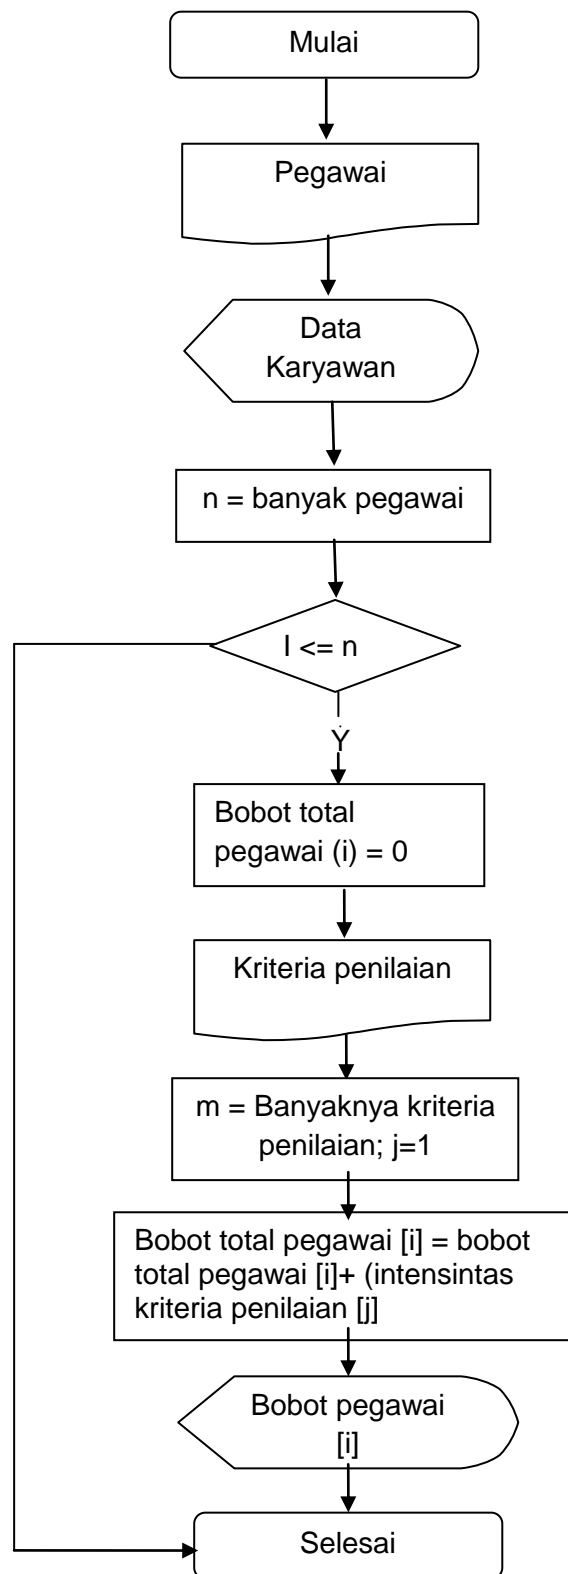 Mulai
Pegawai
Data
Karyawan
n = banyak pegawai
I <= n
Y
Bobot total
pegawai (i) = 0
Kriteria penilaian
m = Banyaknya kriteria
penilaian; j=1
Bobot total pegawai [i] = bobot
total pegawai [i]+ (intensintas
kriteria penilaian [j]
Bobot pegawai
[i]
Selesai